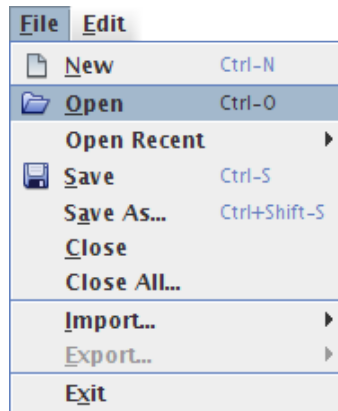 File Edit
New Ctrl-N
Open Ctrl-O
Open Recent
Save Ctrl-S
Save As... Ctrl+Shift-S
Close
Close All...
Import...
Export...
Exit